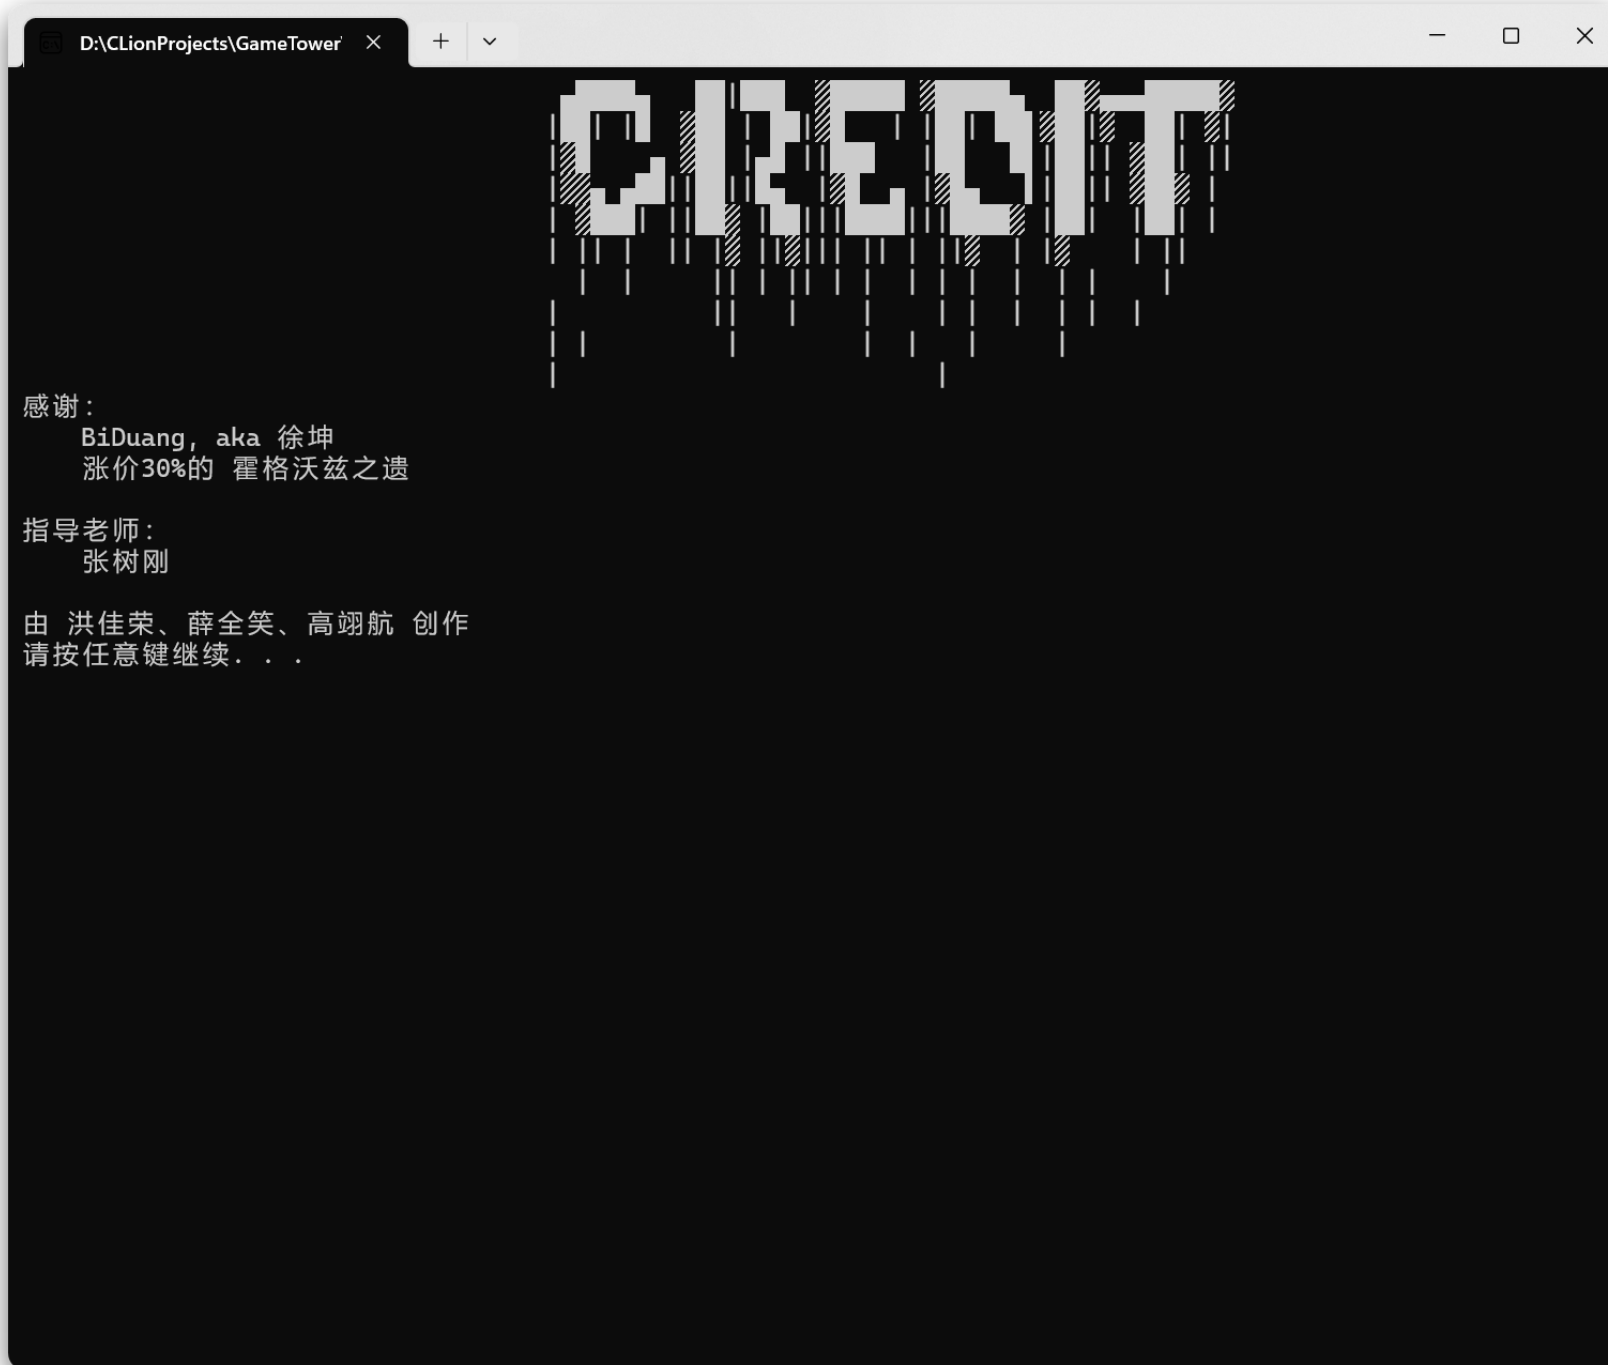 D:\CLionProjects\GameTower
CREDIT
感谢:
BiDuang, aka 徐坤
涨价30%的 霍格沃兹之遗
指导老师:
张树刚
由 洪佳荣、薛全笑、高翊航 创作
请按任意键继续. . .